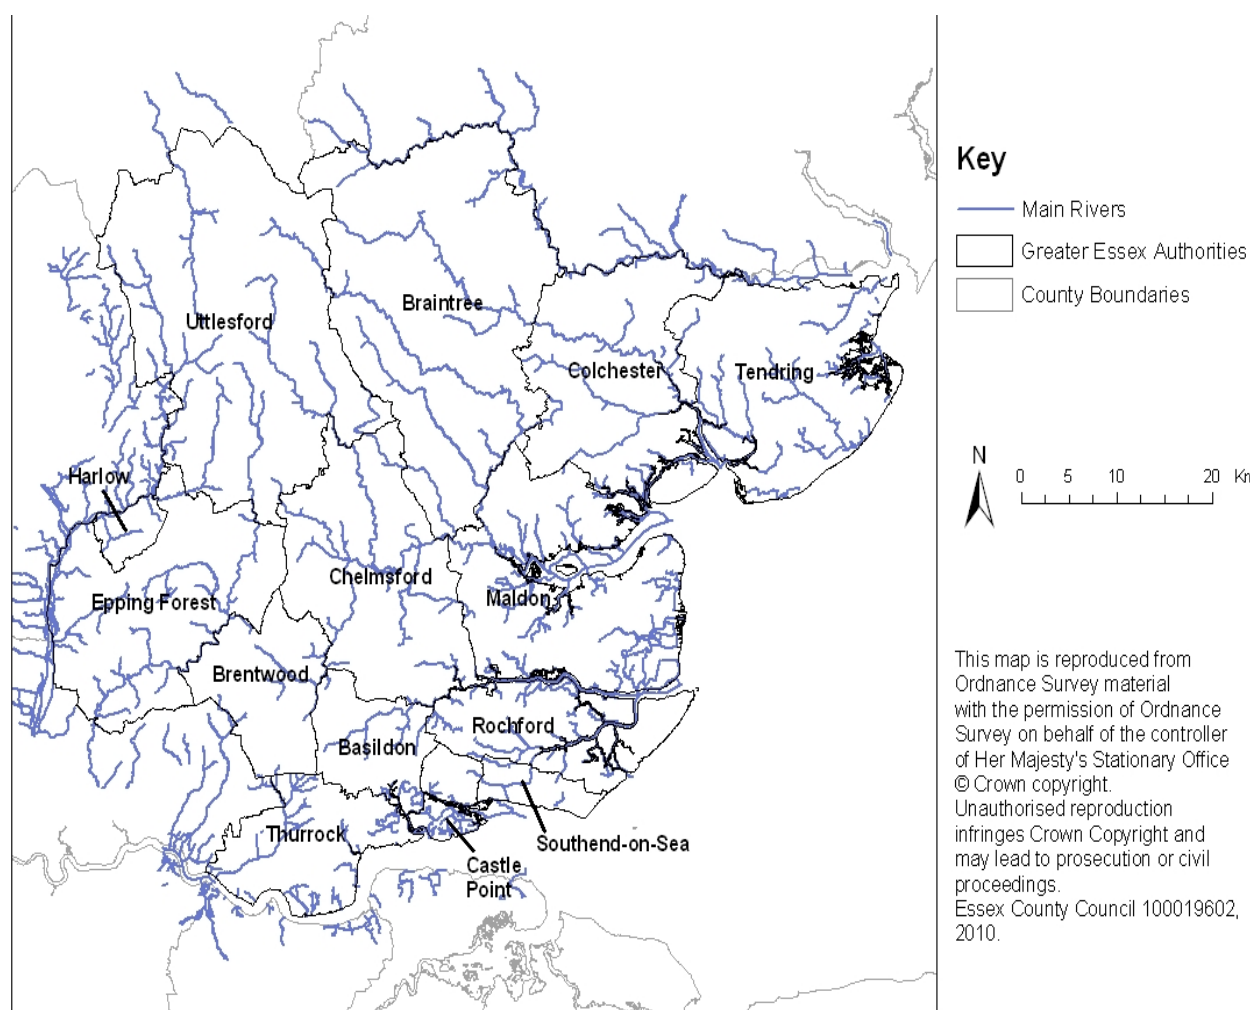 Uttlesford
Braintree
Colchester
Tendring
Harlow
Epping Forest
Chelmsford
Maldon
Brentwood
Basildon
Rochford
Thurrock
Southend-on-Sea
Castle
Point
Key
Main Rivers
Greater Essex Authorities
County Boundaries
N
0 5 10 20 Km
This map is reproduced from
Ordnance Survey material
with the permission of Ordnance
Survey on behalf of the controller
of Her Majesty's Stationary Office
© Crown copyright.
Unauthorised reproduction
infringes Crown Copyright and
may lead to prosecution or civil
proceedings.
Essex County Council 100019602,
2010.